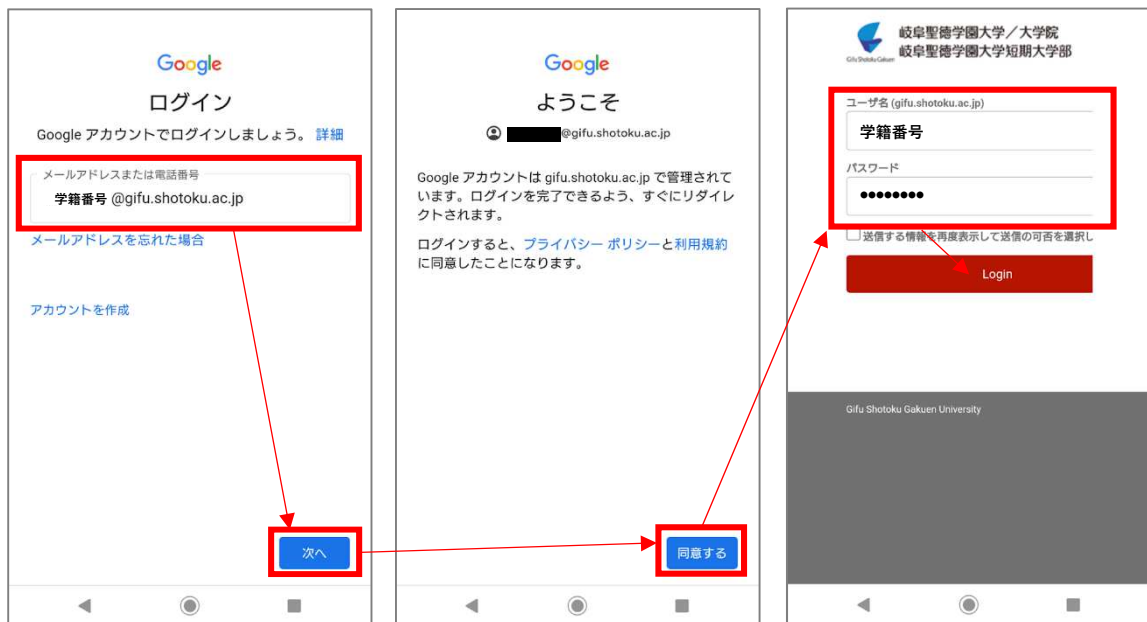 Google
ログイン
Google アカウントでログインしましょう。 詳細
メールアドレスまたは電話番号
学籍番号 @gifu.shotoku.ac.jp
メールアドレスを忘れた場合
アカウントを作成
次へ
Google
ようこそ
@gifu.shotoku.ac.jp
Google アカウントは gifu.shotoku.ac.jp で管理されて
います。ログインを完了できるよう、すぐにリダイレ
クトされます。
ログインすると、プライバシー ポリシーと利用規約
に同意したことになります。
同意する
Gifu Shotoku Gakuen
岐阜聖徳学園大学／大学院
岐阜聖徳学園大学短期大学部
ユーザ名 (gifu.shotoku.ac.jp)
学籍番号
パスワード
●●●●●●●●
送信する情報を再度表示して送信の可否を選択し
Login
Gifu Shotoku Gakuen University